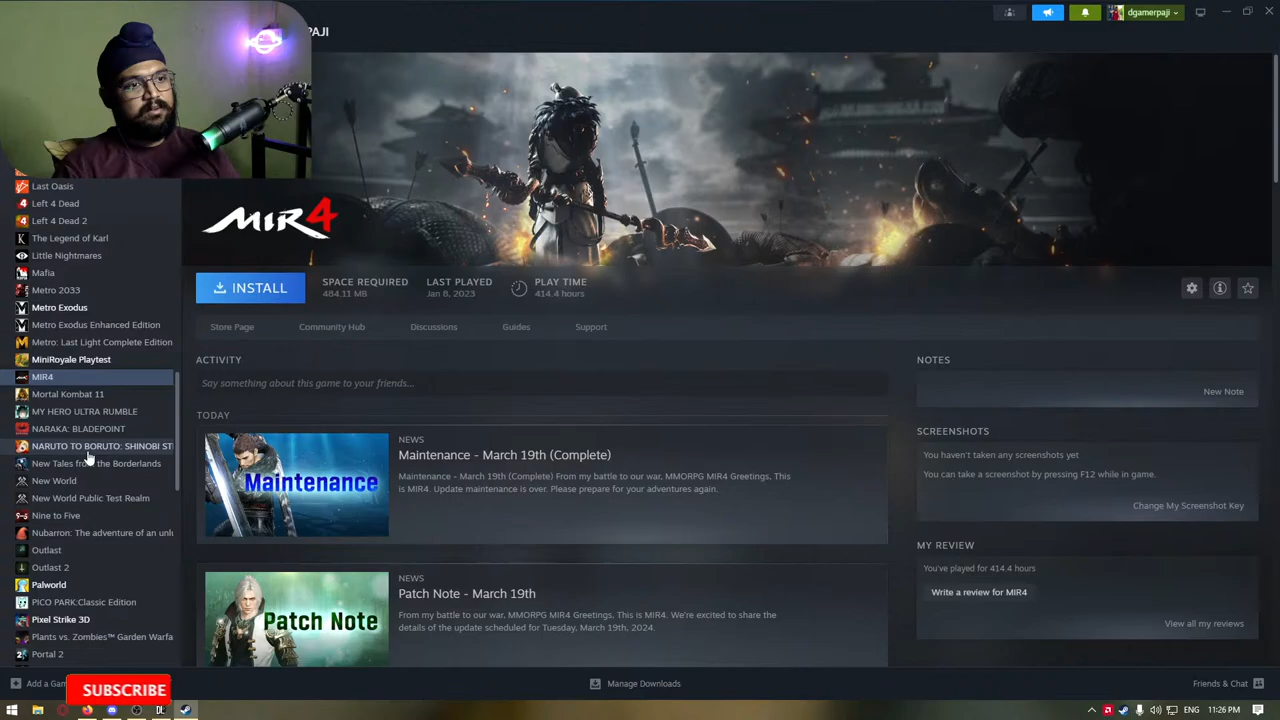 PAJI
dgamerpaji
Last Oasis
Left 4 Dead
Left 4 Dead 2
The Legend of Karl
Little Nightmares
Mafia
Metro 2033
Metro Exodus
Metro Exodus Enhanced Edition
Metro: Last Light Complete Edition
MiniRoyale Playtest
MIR4
Mortal Kombat 11
MY HERO ULTRA RUMBLE
NARAKA: BLADEPOINT
NARUTO TO BORUTO: SHINOBI ST
New Tales from the Borderlands
New World
New World Public Test Realm
Nine to Five
Nubarron: The adventure of an unl
Outlast
Outlast 2
Palworld
PICO PARK:Classic Edition
Pixel Strike 3D
Plants vs. Zombies™ Garden Warfa
Portal 2
MIR4
INSTALL
SPACE REQUIRED
484.11 MB
LAST PLAYED
Jan 8, 2023
PLAY TIME
414.4 hours
Store Page
Community Hub
Discussions
Guides
Support
ACTIVITY
Say something about this game to your friends...
TODAY
Maintenance
NEWS
Maintenance - March 19th (Complete)
Maintenance - March 19th (Complete) From my battle to our war, MMORPG MIR4 Greetings, This
is MIR4. Update maintenance is over. Please prepare for your adventures again.
Patch Note
NEWS
Patch Note - March 19th
From my battle to our war, MMORPG MIR4 Greetings, This is MIR4. We're excited to share the
details of the update scheduled for Tuesday, March 19th, 2024.
NOTES
New Note
SCREENSHOTS
You haven't taken any screenshots yet
You can take a screenshot by pressing F12 while in game.
Change My Screenshot Key
MY REVIEW
You've played for 414.4 hours
Write a review for MIR4
View all my reviews
Add a Gam
SUBSCRIBE
Manage Downloads
Friends & Chat
11:26 PM